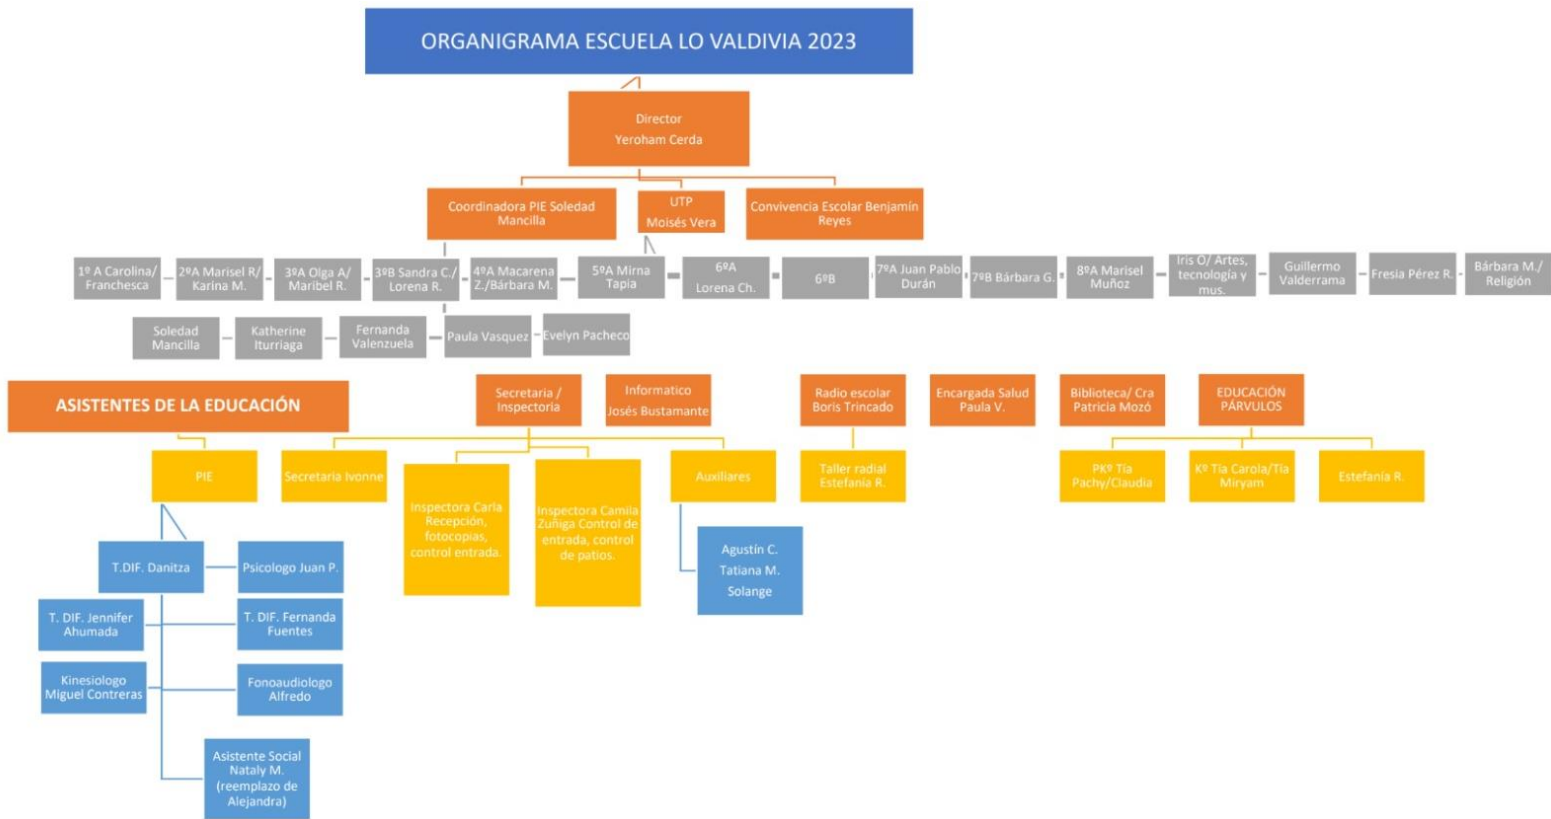 ORGANIGRAMA ESCUELA LO VALDIVIA 2023
Director
Yeroham Cerda
Coordinadora PIE Soledad
Mancilla
UTP
Moisés Vera
Convivencia Escolar Benjamín
Reyes
1º A Carolina/
Franchesca
2ºA Marisel R/
Karina M.
3ºA Olga A/
Maribel R.
3ºB Sandra C./
Lorena R.
4ºA Macarena
Z./Bárbara M.
5ºA Mirna
Tapia
6ºA
Lorena Ch.
6ºB
7ºA Juan Pablo
Durán
7ºB Bárbara G.
8ºA Marisel
Muñoz
Iris O/ Artes,
tecnología y
mus.
Guillermo
Valderrama
Fresia Pérez R.
Bárbara M./
Religión
Soledad
Mancilla
Katherine
Iturriaga
Fernanda
Valenzuela
Paula Vasquez
Evelyn Pacheco
ASISTENTES DE LA EDUCACIÓN
Secretaria /
Inspectoria
Informatico
Josés Bustamante
Radio escolar
Boris Trincado
Encargada Salud
Paula V.
Biblioteca/ Cra
Patricia Mozó
EDUCACIÓN
PÁRVULOS
PIE
Secretaria Ivonne
Inspectora Carla
Recepción,
fotocopias,
control entrada.
Inspectora Camila
Zuñiga Control de
entrada, control
de patios.
Auxiliares
Taller radial
Estefanía R.
PKº Tía
Pachy/Claudia
Kº Tía Carola/Tía
Miryam
Estefanía R.
T.DIF. Danitza
Psicologo Juan P.
Agustín C.
Tatiana M.
Solange
T. DIF. Jennifer
Ahumada
T. DIF. Fernanda
Fuentes
Kinesiologo
Miguel Contreras
Fonoaudiologo
Alfredo
Asistente Social
Nataly M.
(reemplazo de
Alejandra)